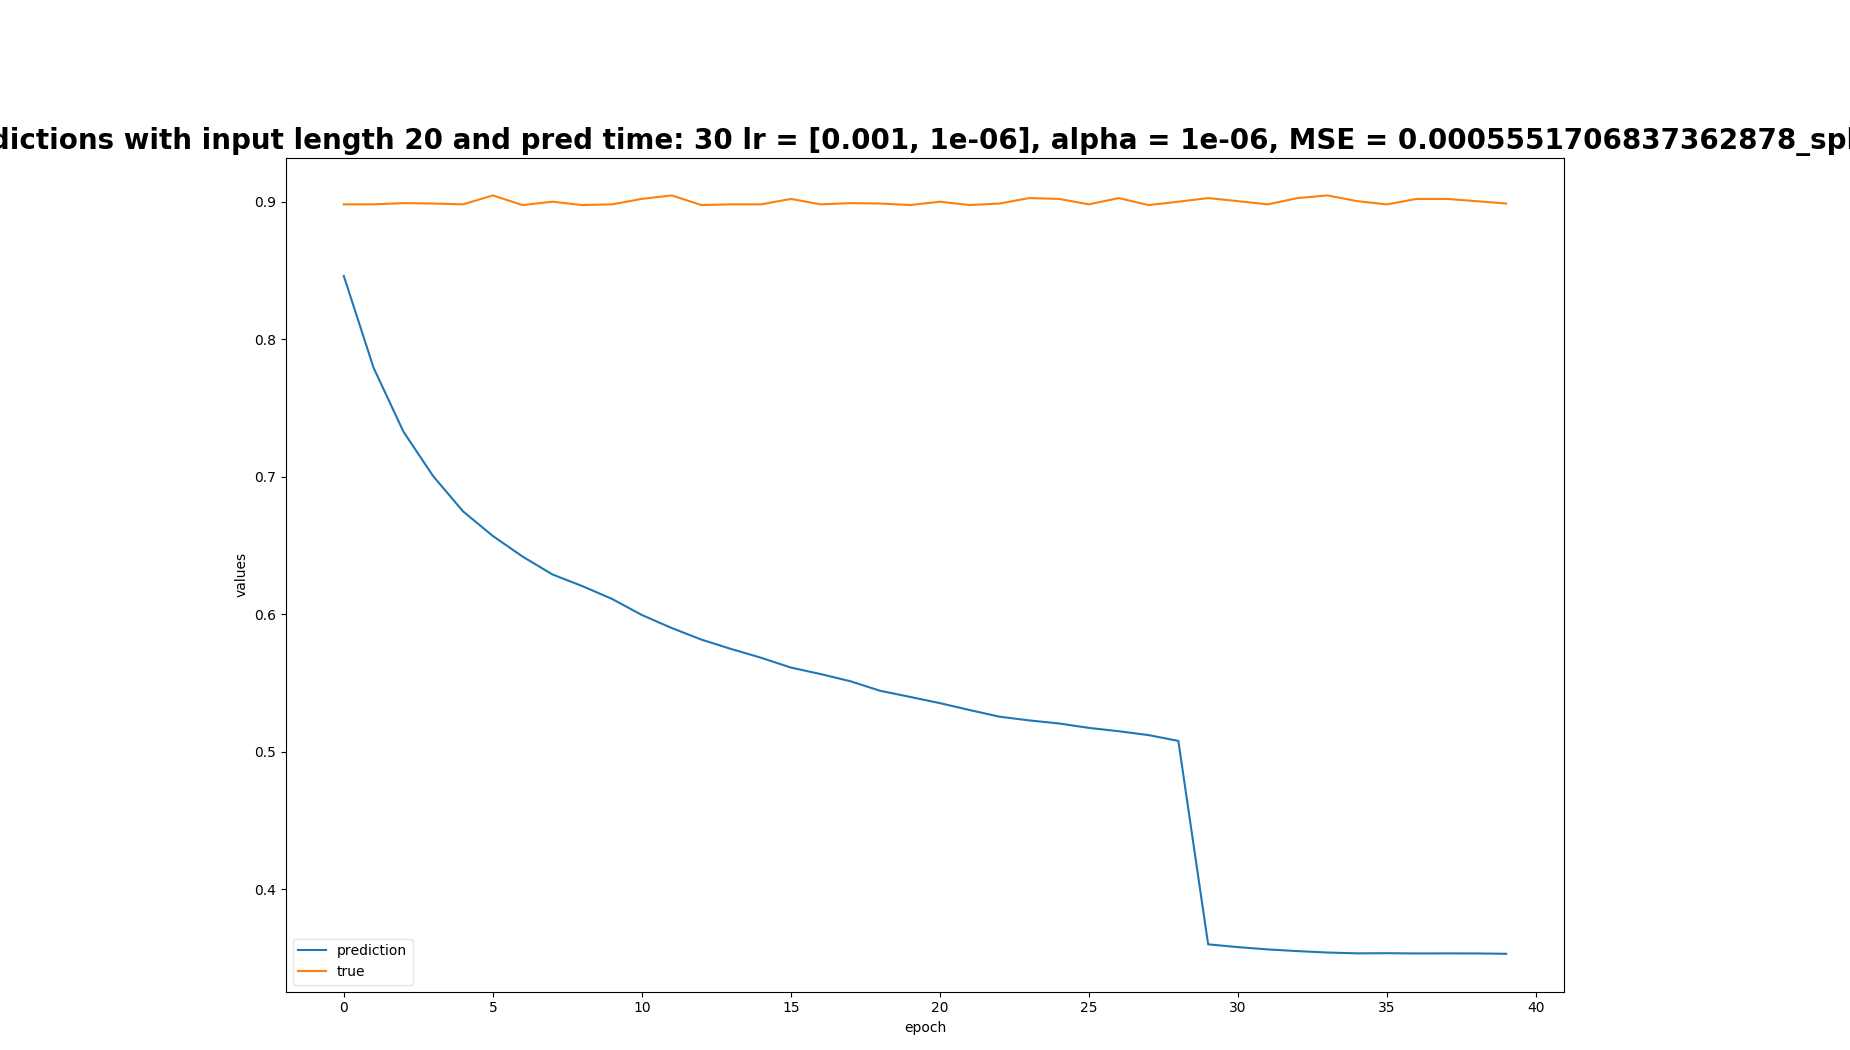 dictions with input length 20 and pred time: 30 lr = [0.001, 1e-06], alpha = 1e-06, MSE = 0.0005551706837362878_spl
0.9
0.8
0.7
0.6
0.5
0.4
values
prediction
true
0 5 10 15 20 25 30 35 40
epoch